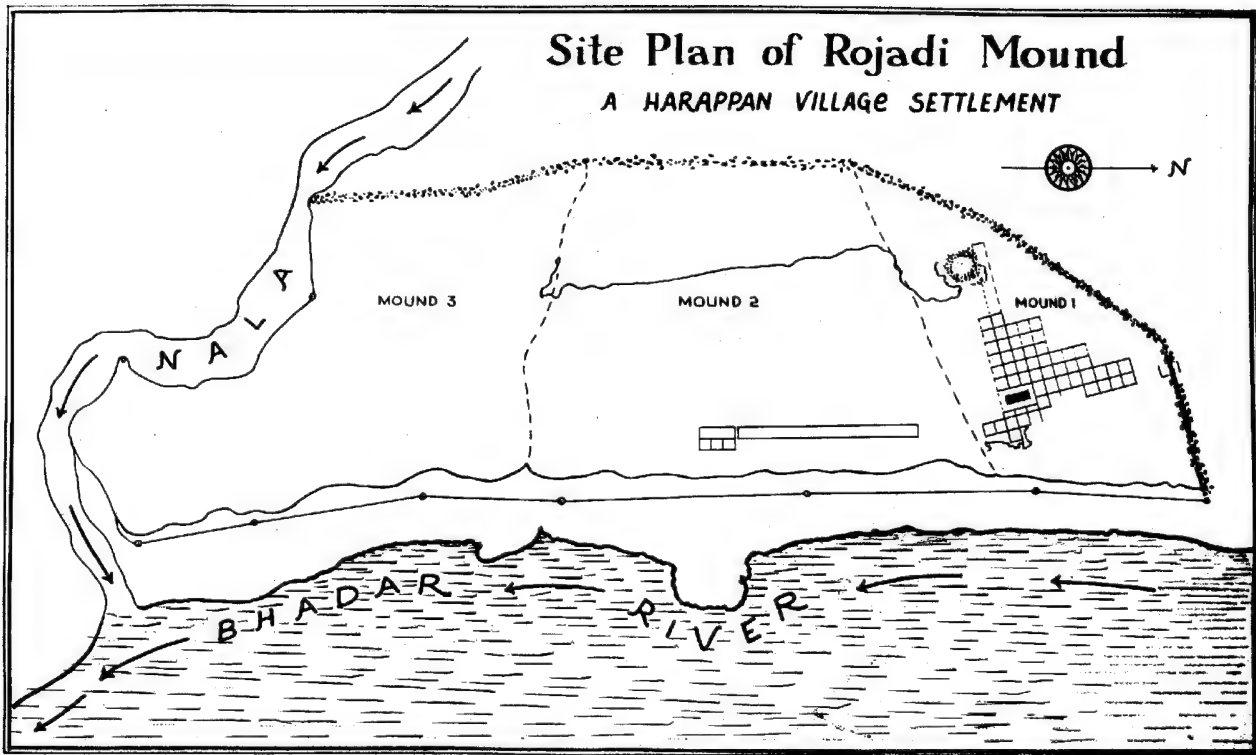 Site Plan of Rojadi Mound
A HARAPPAN VILLAGE SETTLEMENT
N
NALA
MOUND 3
MOUND 2
MOUND 1
BHADAR RIVER